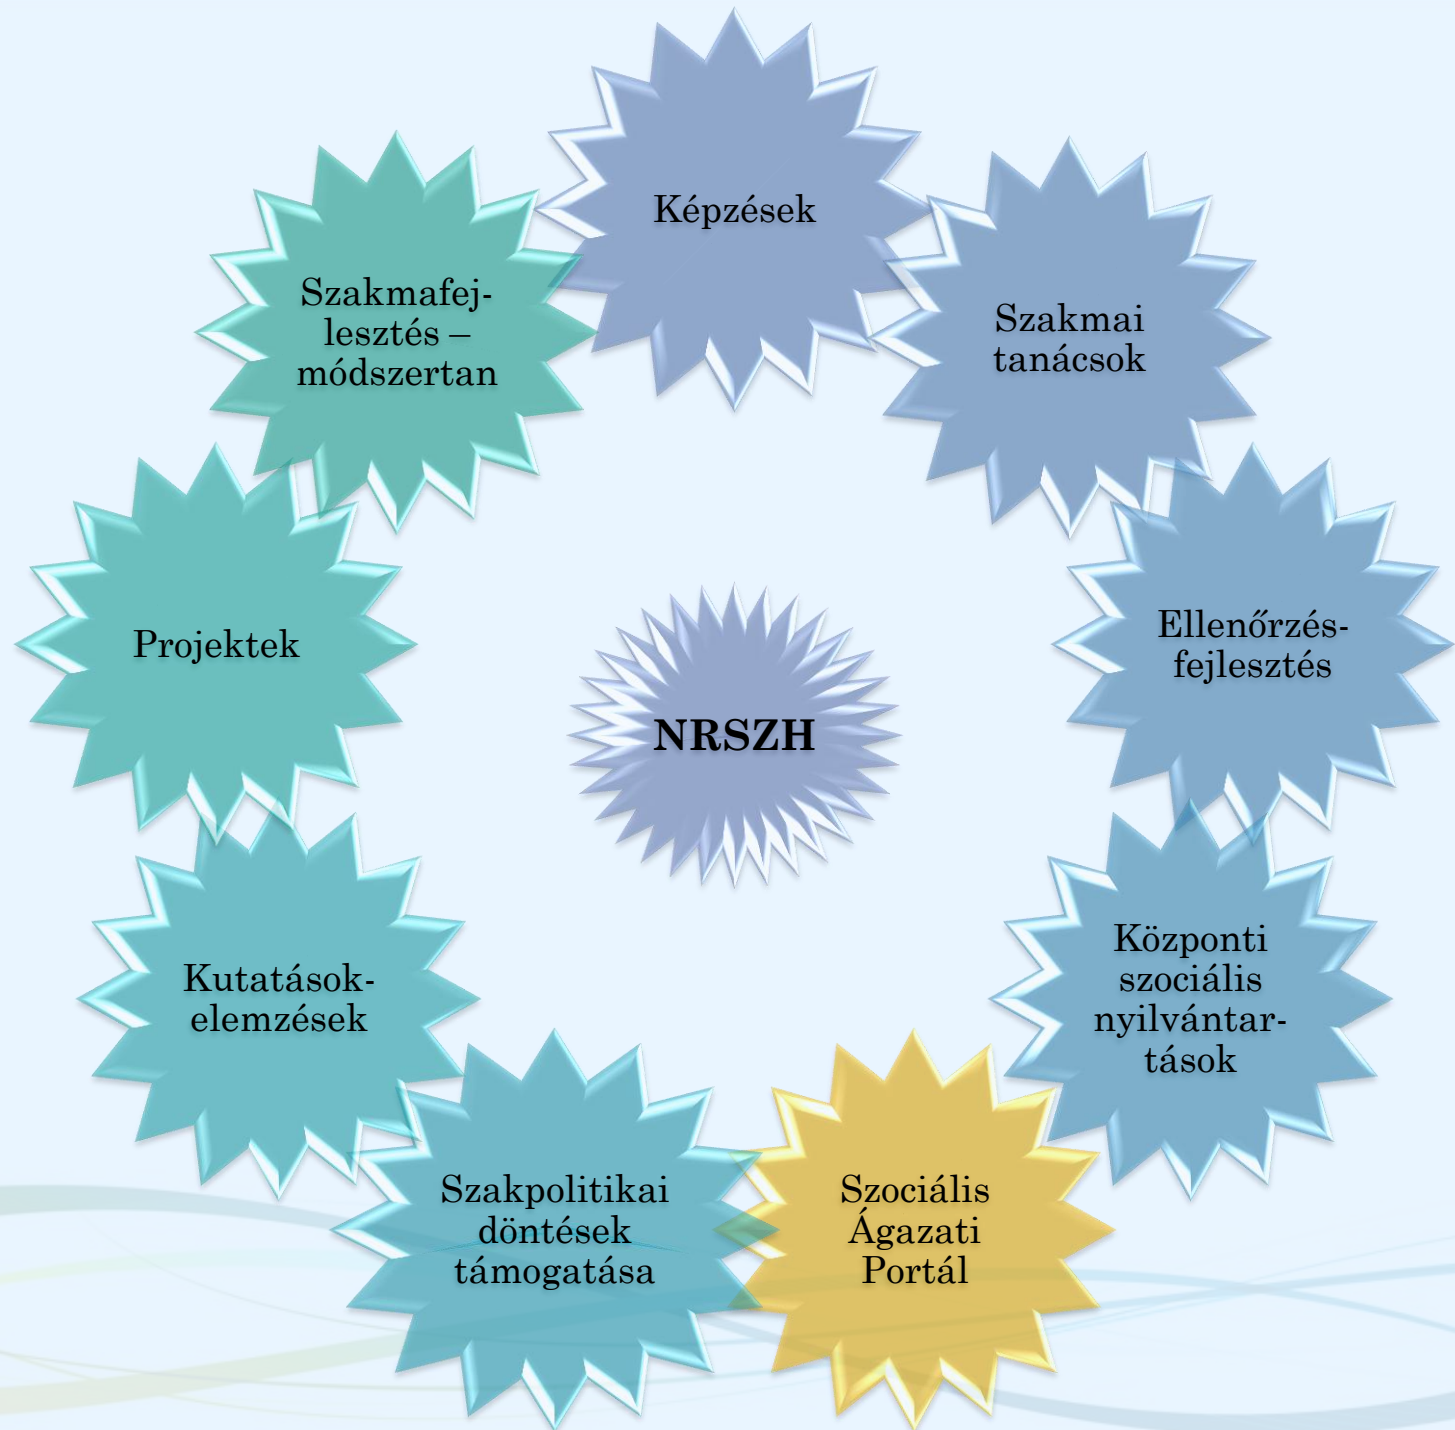 Képzések
Szakmai
tanácsok
Ellenőrzés-
fejlesztés
Központi
szociális
nyilvántar-
tások
Szociális
Ágazati
Portál
Szakpolitikai
döntések
támogatása
Kutatások-
elemzések
Projektek
Szakmafej-
lesztés –
módszertan
NRSZH